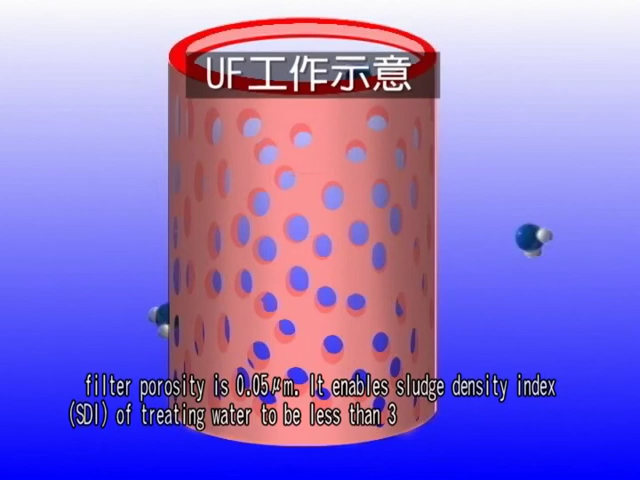 UF工作示意
filter porosity is 0.05μm. It enables sludge density index
(SDI) of treating water to be less than 3